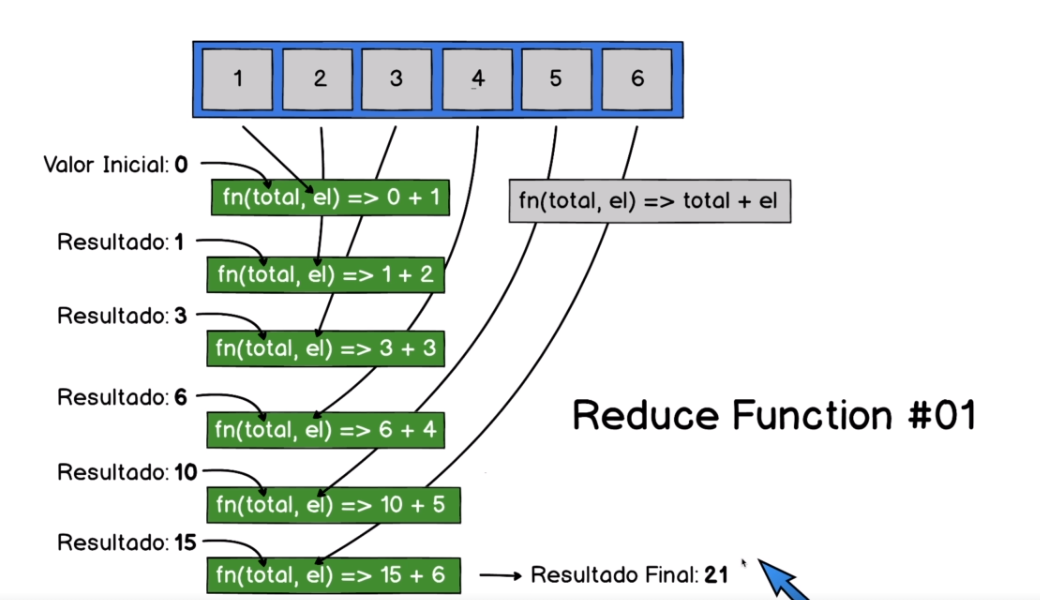 1 2 3 4 5 6
Valor Inicial: 0
fn(total, el) => 0 + 1
fn(total, el) => total + el
Resultado: 1
fn(total, el) => 1 + 2
Resultado: 3
fn(total, el) => 3 + 3
Resultado: 6
fn(total, el) => 6 + 4
Reduce Function #01
Resultado: 10
fn(total, el) => 10 + 5
Resultado: 15
fn(total, el) => 15 + 6
Resultado Final: 21